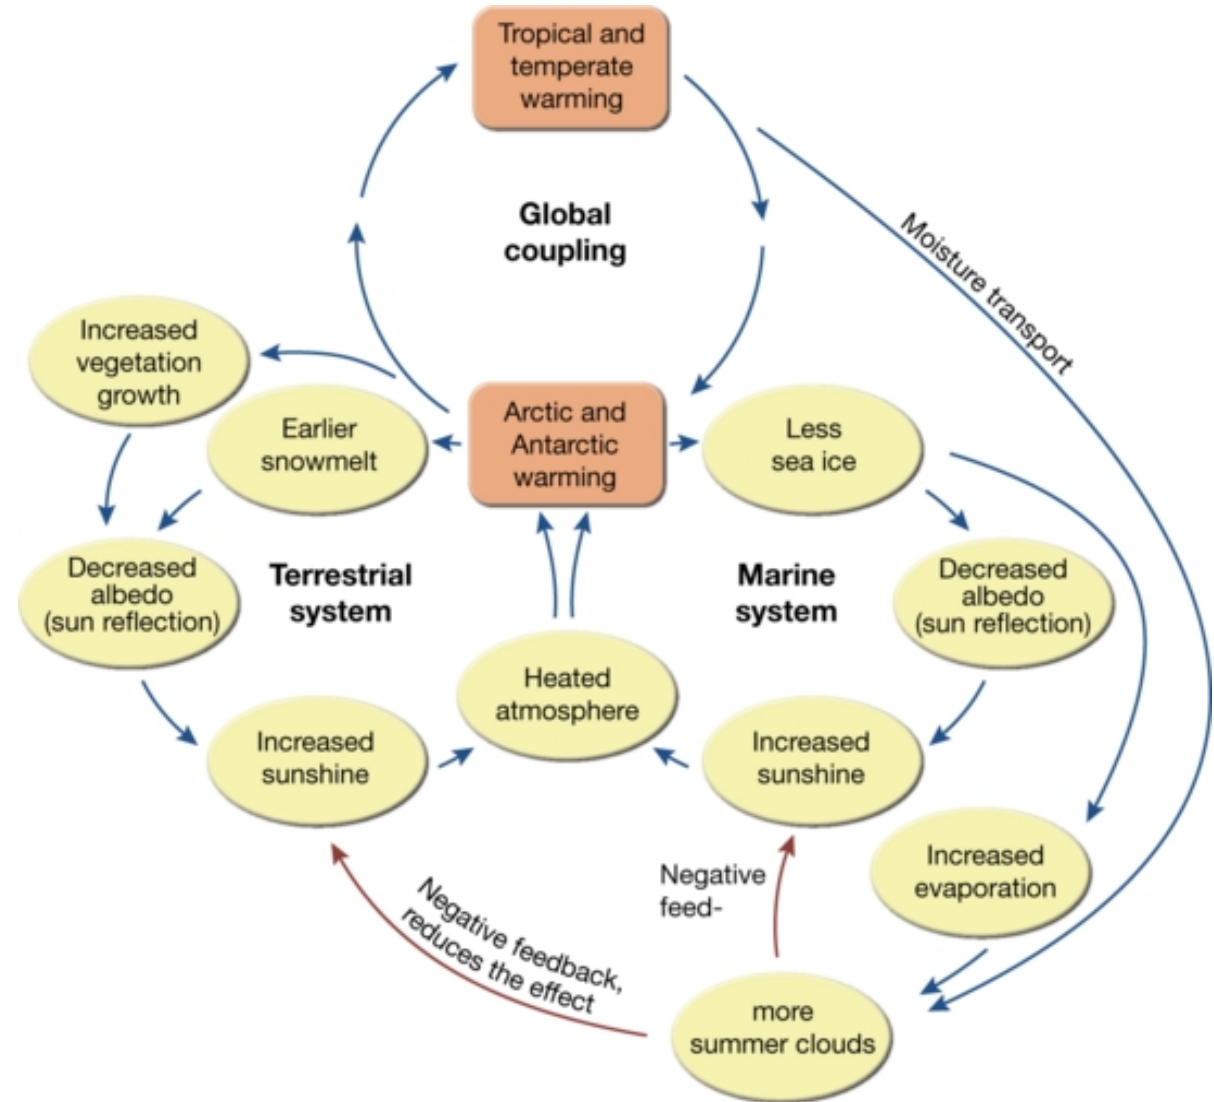 Tropical and
temperate
warming
Global
coupling
Moisture transport
Increased
vegetation
growth
Earlier
snowmelt
Arctic and
Antarctic
warming
Less
sea ice
Decreased
albedo
(sun reflection)
Terrestrial
system
Marine
system
Decreased
albedo
(sun reflection)
Heated
atmosphere
Increased
sunshine
Increased
sunshine
Increased
evaporation
Negative
feed-
Negative feedback,
reduces the effect
more
summer clouds